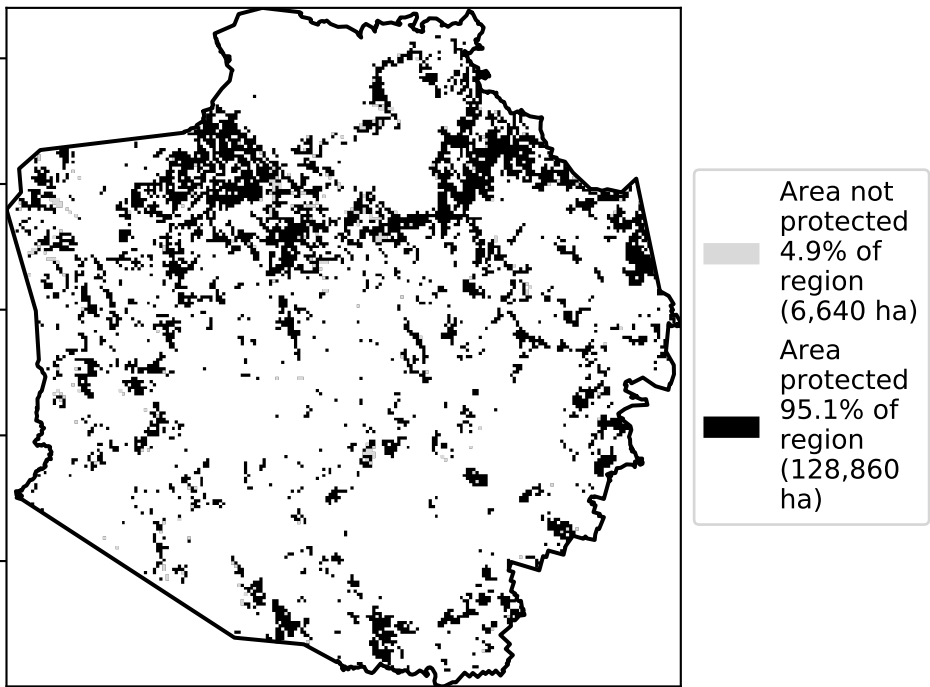 Area not
protected
4.9% of
region
(6,640 ha)
Area
protected
95.1% of
region
(128,860
ha)